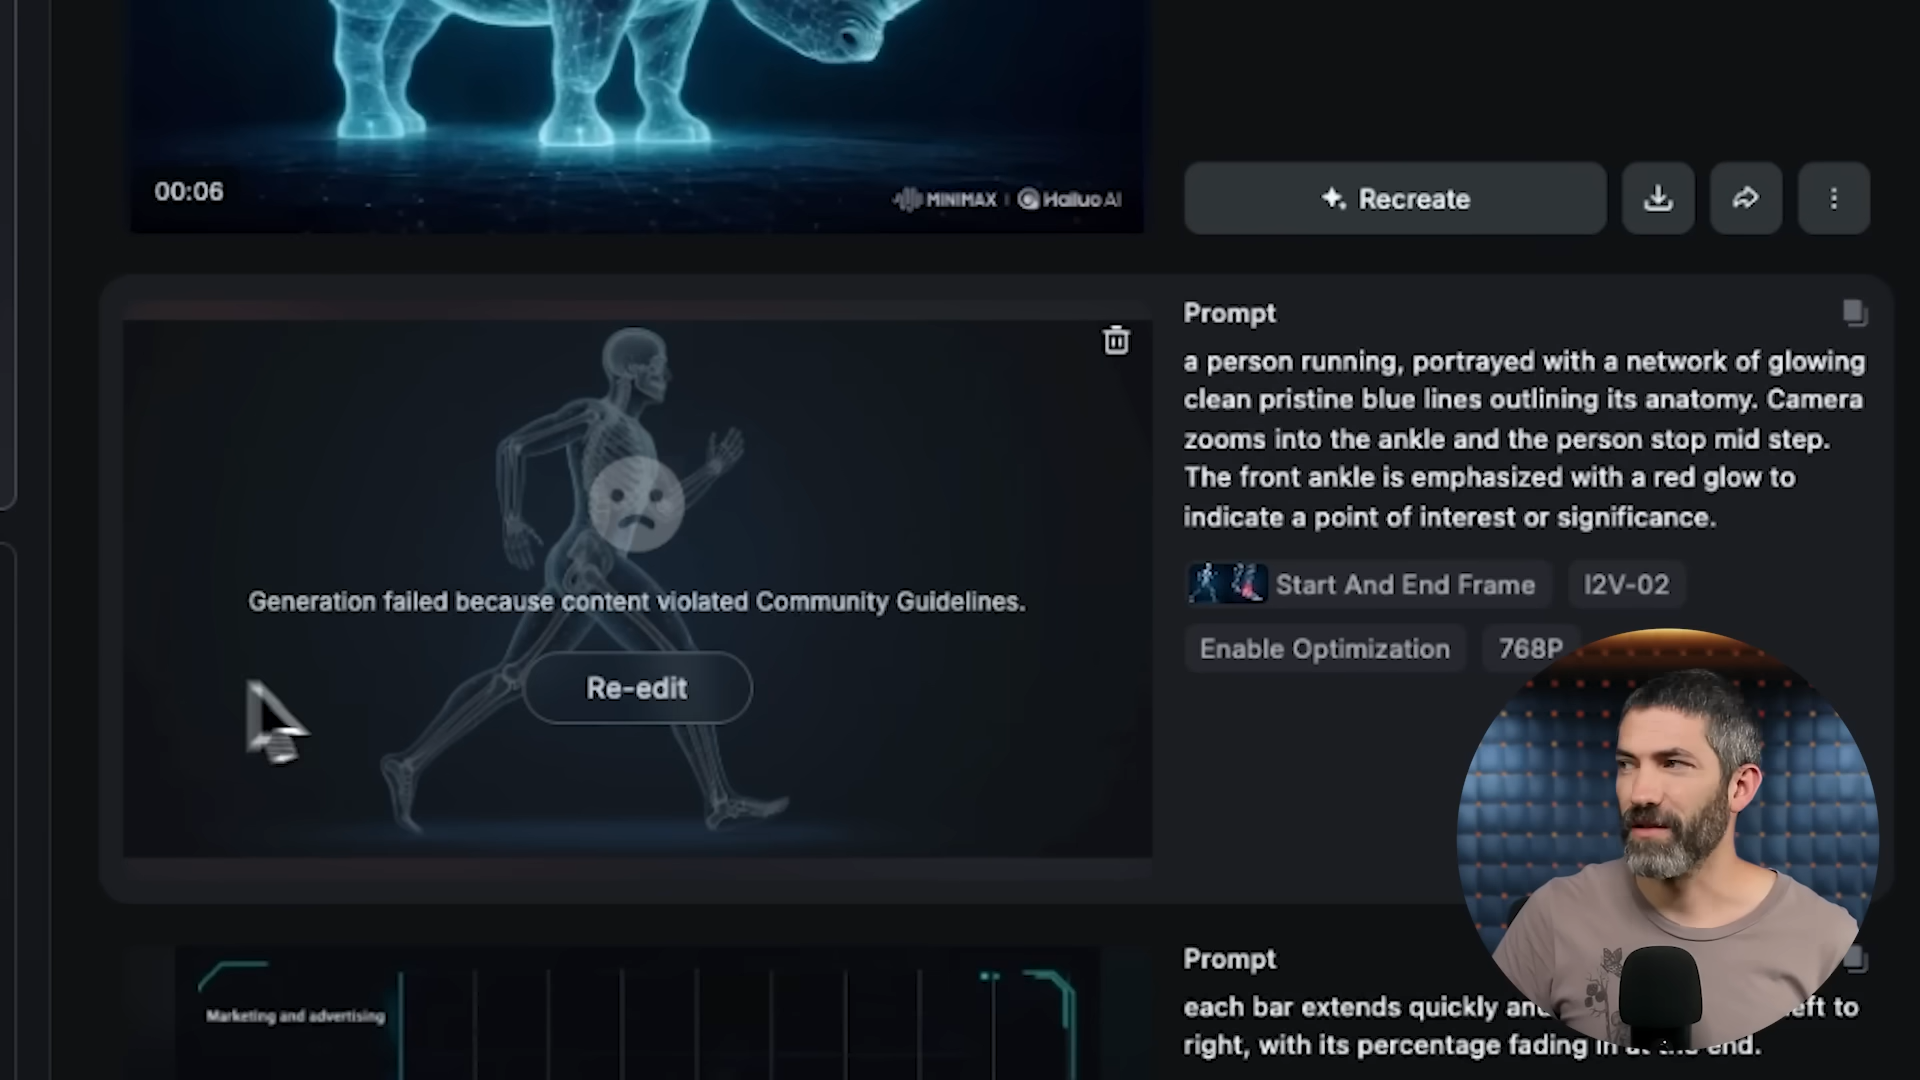 00:06
MINIMAX
Hailuo AI
Recreate
Prompt
a person running, portrayed with a network of glowing
clean pristine blue lines outlining its anatomy. Camera
zooms into the ankle and the person stop mid step.
The front ankle is emphasized with a red glow to
indicate a point of interest or significance.
Start And End Frame
I2V-02
Enable Optimization
768P
Generation failed because content violated Community Guidelines.
Re-edit
Marketing and advertising
Prompt
each bar extends quickly and to
right, with its percentage fading in at the end.